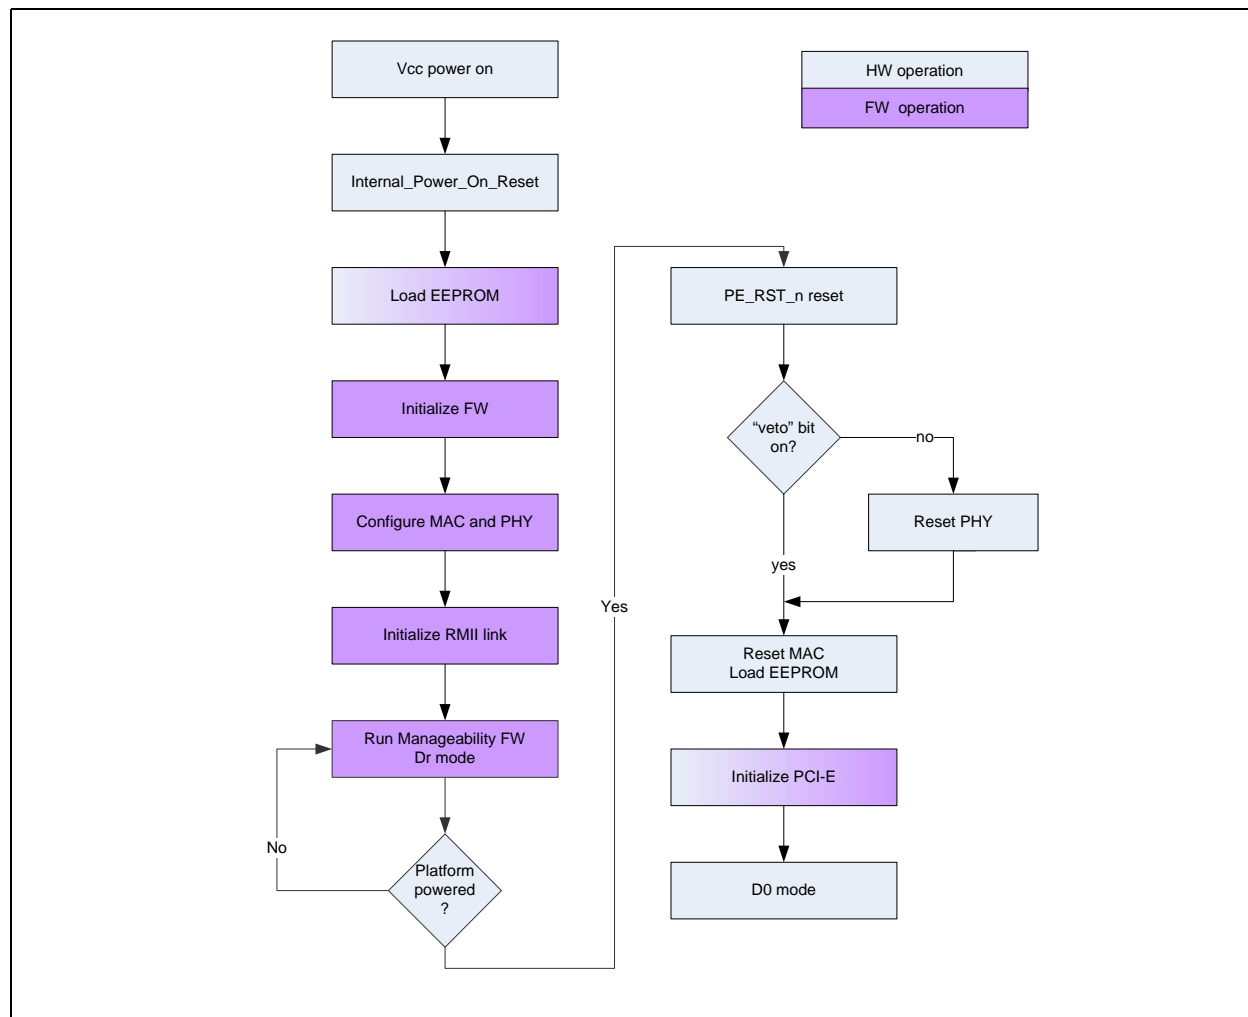 Vcc power on
Internal_Power_On_Reset
Load EEPROM
Initialize FW
Configure MAC and PHY
Initialize RMII link
Run Manageability FW
Dr mode
No
Platform
powered
?
Yes
HW operation
FW operation
PE_RST_n reset
“veto” bit
on?
no
Reset PHY
yes
Reset MAC
Load EEPROM
Initialize PCI-E
D0 mode